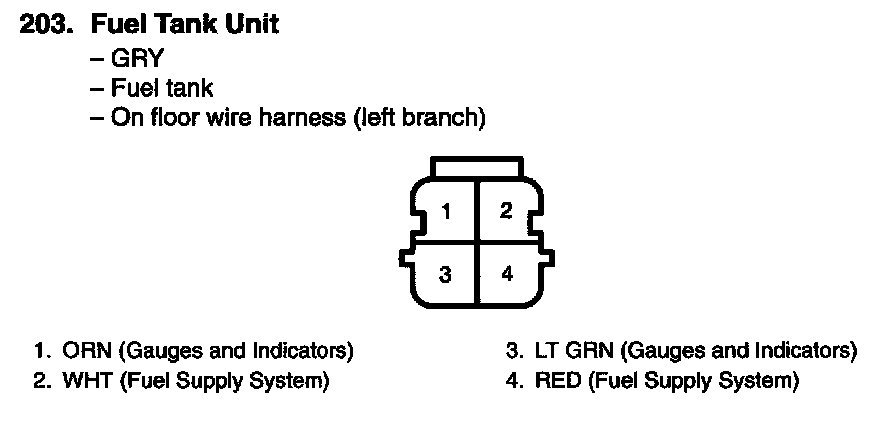 203. Fuel Tank Unit
– GRY
– Fuel tank
– On floor wire harness (left branch)
1 2
3 4
1. ORN (Gauges and Indicators)
2. WHT (Fuel Supply System)
3. LT GRN (Gauges and Indicators)
4. RED (Fuel Supply System)